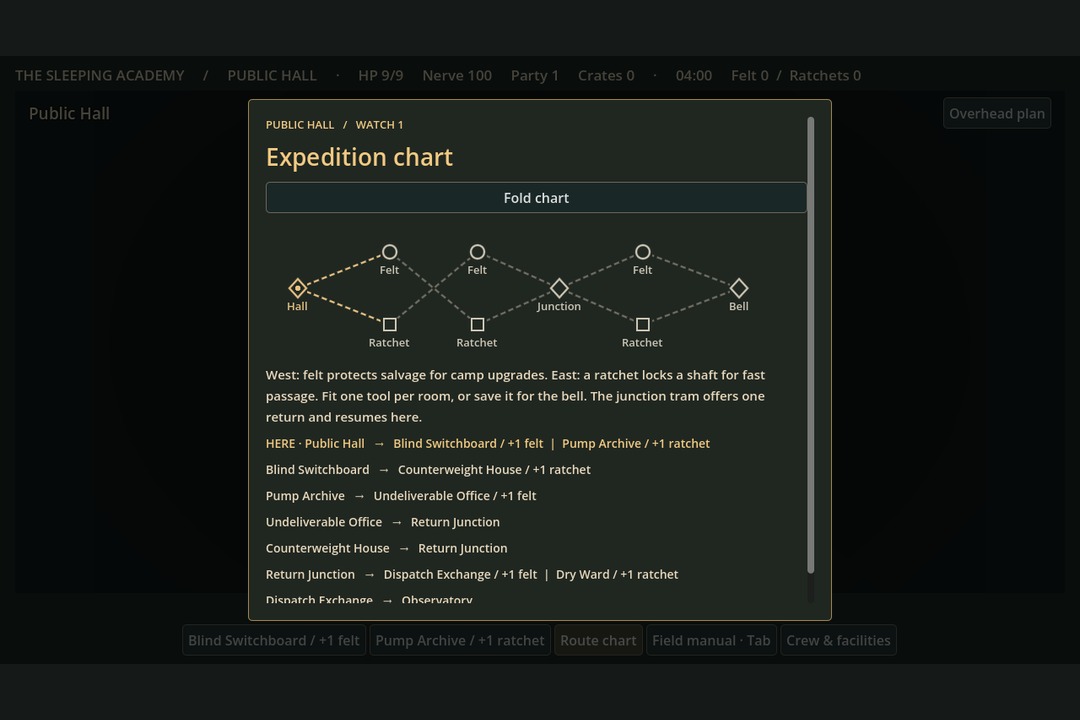 THE SLEEPING ACADEMY / PUBLIC HALL · HP 9/9 Nerve 100 Party 1 Crates 0 · 04:00 Felt 0 / Ratchets 0
Public Hall
Overhead plan
PUBLIC HALL / WATCH 1
Expedition chart
Fold chart
Felt Felt Felt
Hall Junction Bell
Ratchet Ratchet Ratchet
West: felt protects salvage for camp upgrades. East: a ratchet locks a shaft for fast
passage. Fit one tool per room, or save it for the bell. The junction tram offers one
return and resumes here.
HERE · Public Hall → Blind Switchboard / +1 felt | Pump Archive / +1 ratchet
Blind Switchboard → Counterweight House / +1 ratchet
Pump Archive → Undeliverable Office / +1 felt
Undeliverable Office → Return Junction
Counterweight House → Return Junction
Return Junction → Dispatch Exchange / +1 felt | Dry Ward / +1 ratchet
Dispatch Exchange → Observatory
Blind Switchboard / +1 felt Pump Archive / +1 ratchet Route chart Field manual · Tab Crew & facilities